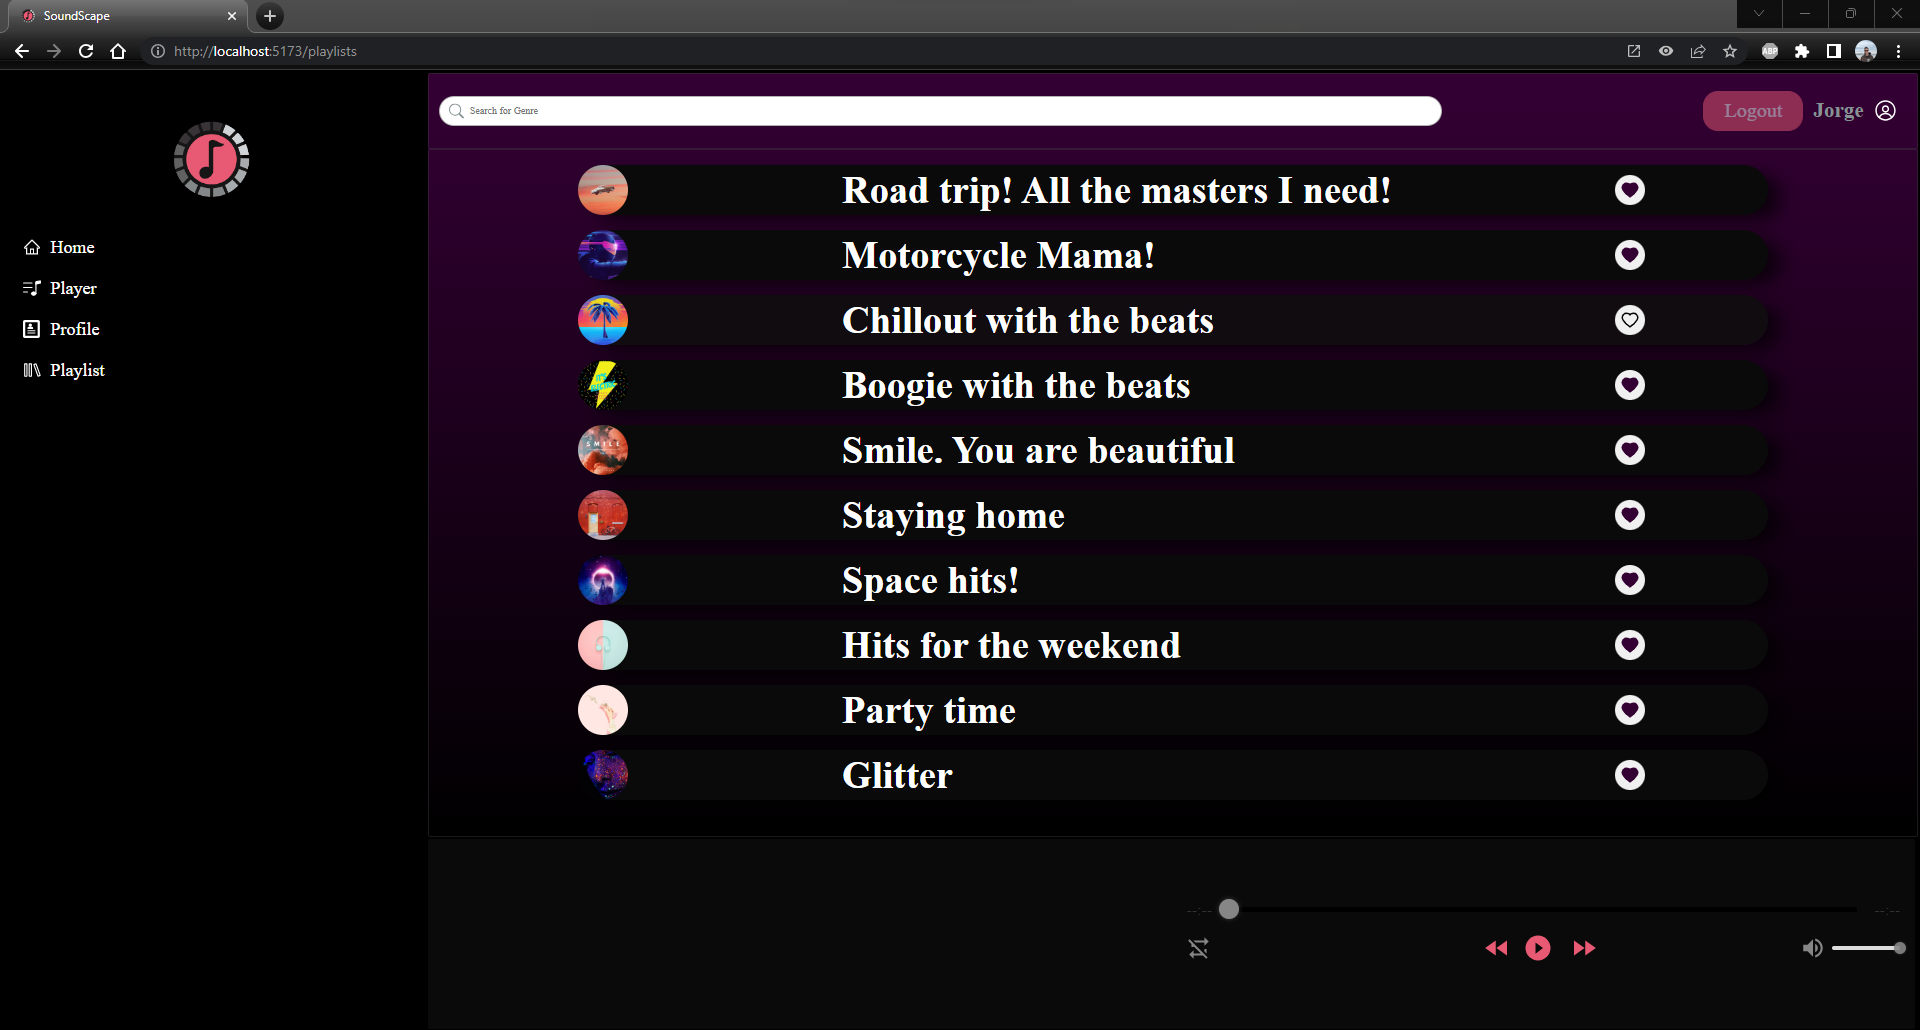 SoundScape
http://localhost:5173/playlists
ABP
Search for Genre
Logout
Jorge
Home
Player
Profile
Playlist
Road trip! All the masters I need!
Motorcycle Mama!
Chillout with the beats
Boogie with the beats
SMILE
Smile. You are beautiful
Staying home
Space hits!
Hits for the weekend
Party time
Glitter
--:--
--:--